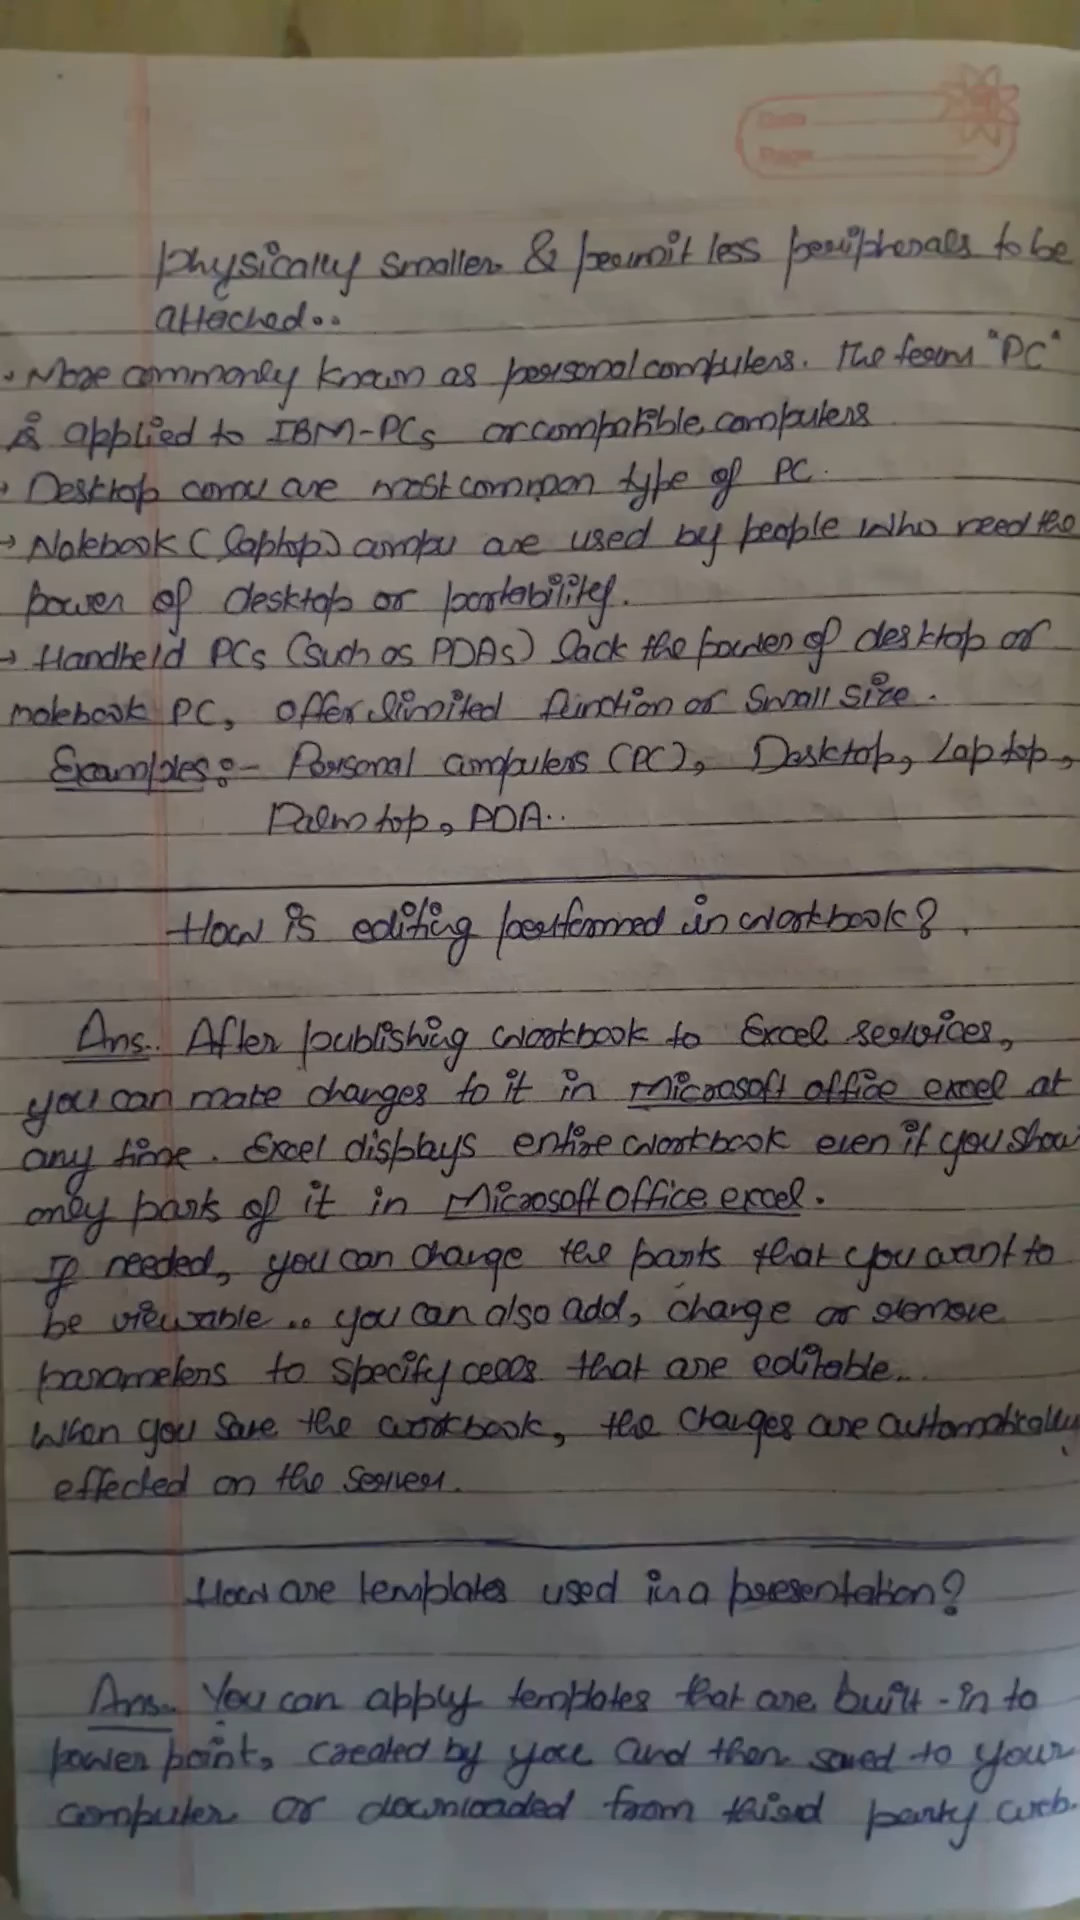 Date
Page
physically smaller & permit less peripherals to be
attached..
. More commonly known as personal computers. The term "PC"
is applied to IBM-PCs or compatible computers
→ Desktop comu are most common type of PC.
→ Notebook (laptop) compu are used by people who need the
power of desktop or portability.
→ Handheld PCs (such as PDAs) lack the power of desktop or
notebook PC, offer limited function or small size.
Examples:- Personal computers (PC), Desktop, Laptop,
Palm top, PDA..
How is editing performed in workbook?
Ans.. After publishing workbook to Excel services,
you can make changes to it in Microsoft office excel at
any time. Excel displays entire workbook even if you show
only parts of it in Microsoft office excel.
If needed, you can change the parts that you want to
be viewable.. you can also add, change or remove
parameters to specify cells that are editable..
When you save the workbook, the changes are automatically
effected on the server.
How are templates used in a presentation?
Ans. You can apply templates that are built-in to
power point, created by you and then saved to your
computer or downloaded from third party web.